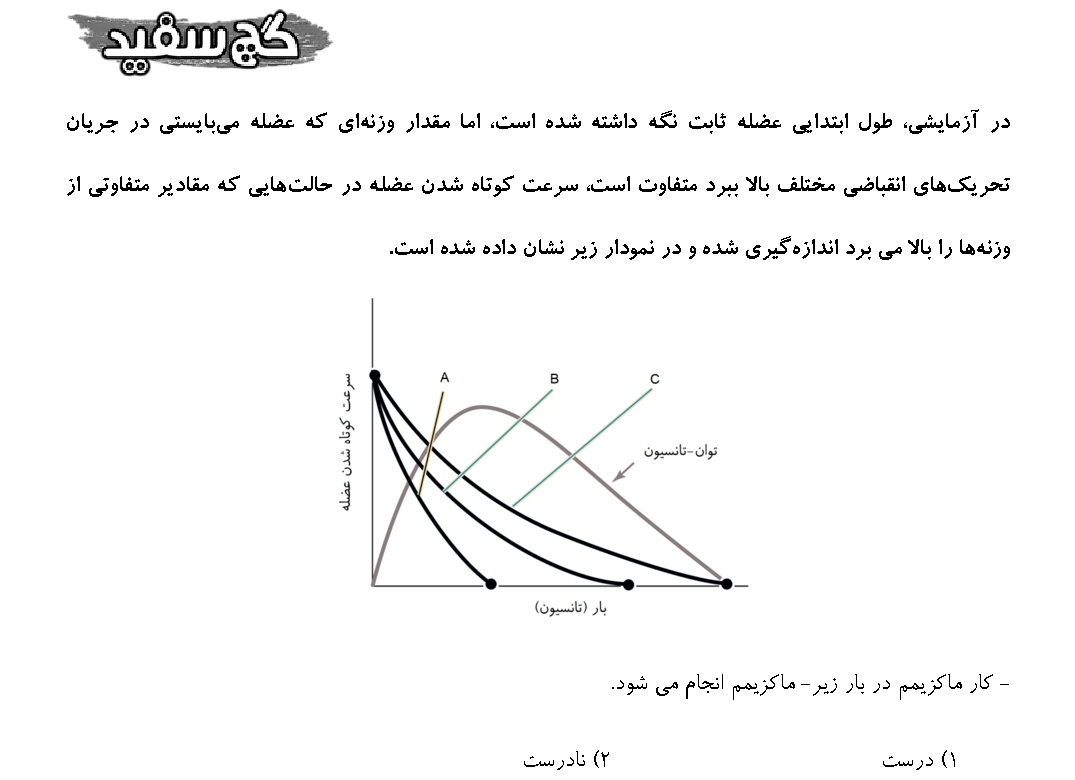 گچ سفید
در آزمایشی، طول ابتدایی عضله ثابت نگه داشته شده است، اما مقدار وزنه‌ای که عضله می‌بایستی در جریان
تحریک‌های انقباضی مختلف بالا ببرد متفاوت است، سرعت کوتاه شدن عضله در حالت‌هایی که مقادیر متفاوتی از
وزنه‌ها را بالا می برد اندازه‌گیری شده و در نمودار زیر نشان داده شده است.
A
B
C
توان-تانسیون
سرعت کوتاه شدن عضله
بار (تانسیون)
- کار ماکزیمم در بار زیر- ماکزیمم انجام می شود.
۱) درست ۲) نادرست